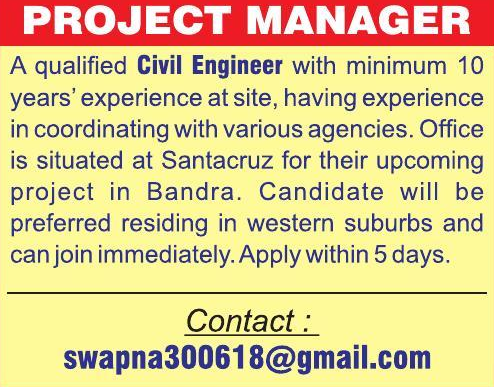 PROJECT MANAGER
A qualified Civil Engineer with minimum 10
years' experience at site, having experience
in coordinating with various agencies. Office
is situated at Santacruz for their upcoming
project in Bandra. Candidate will be
preferred residing in western suburbs and
can join immediately. Apply within 5 days.
Contact :
swapna300618@gmail.com